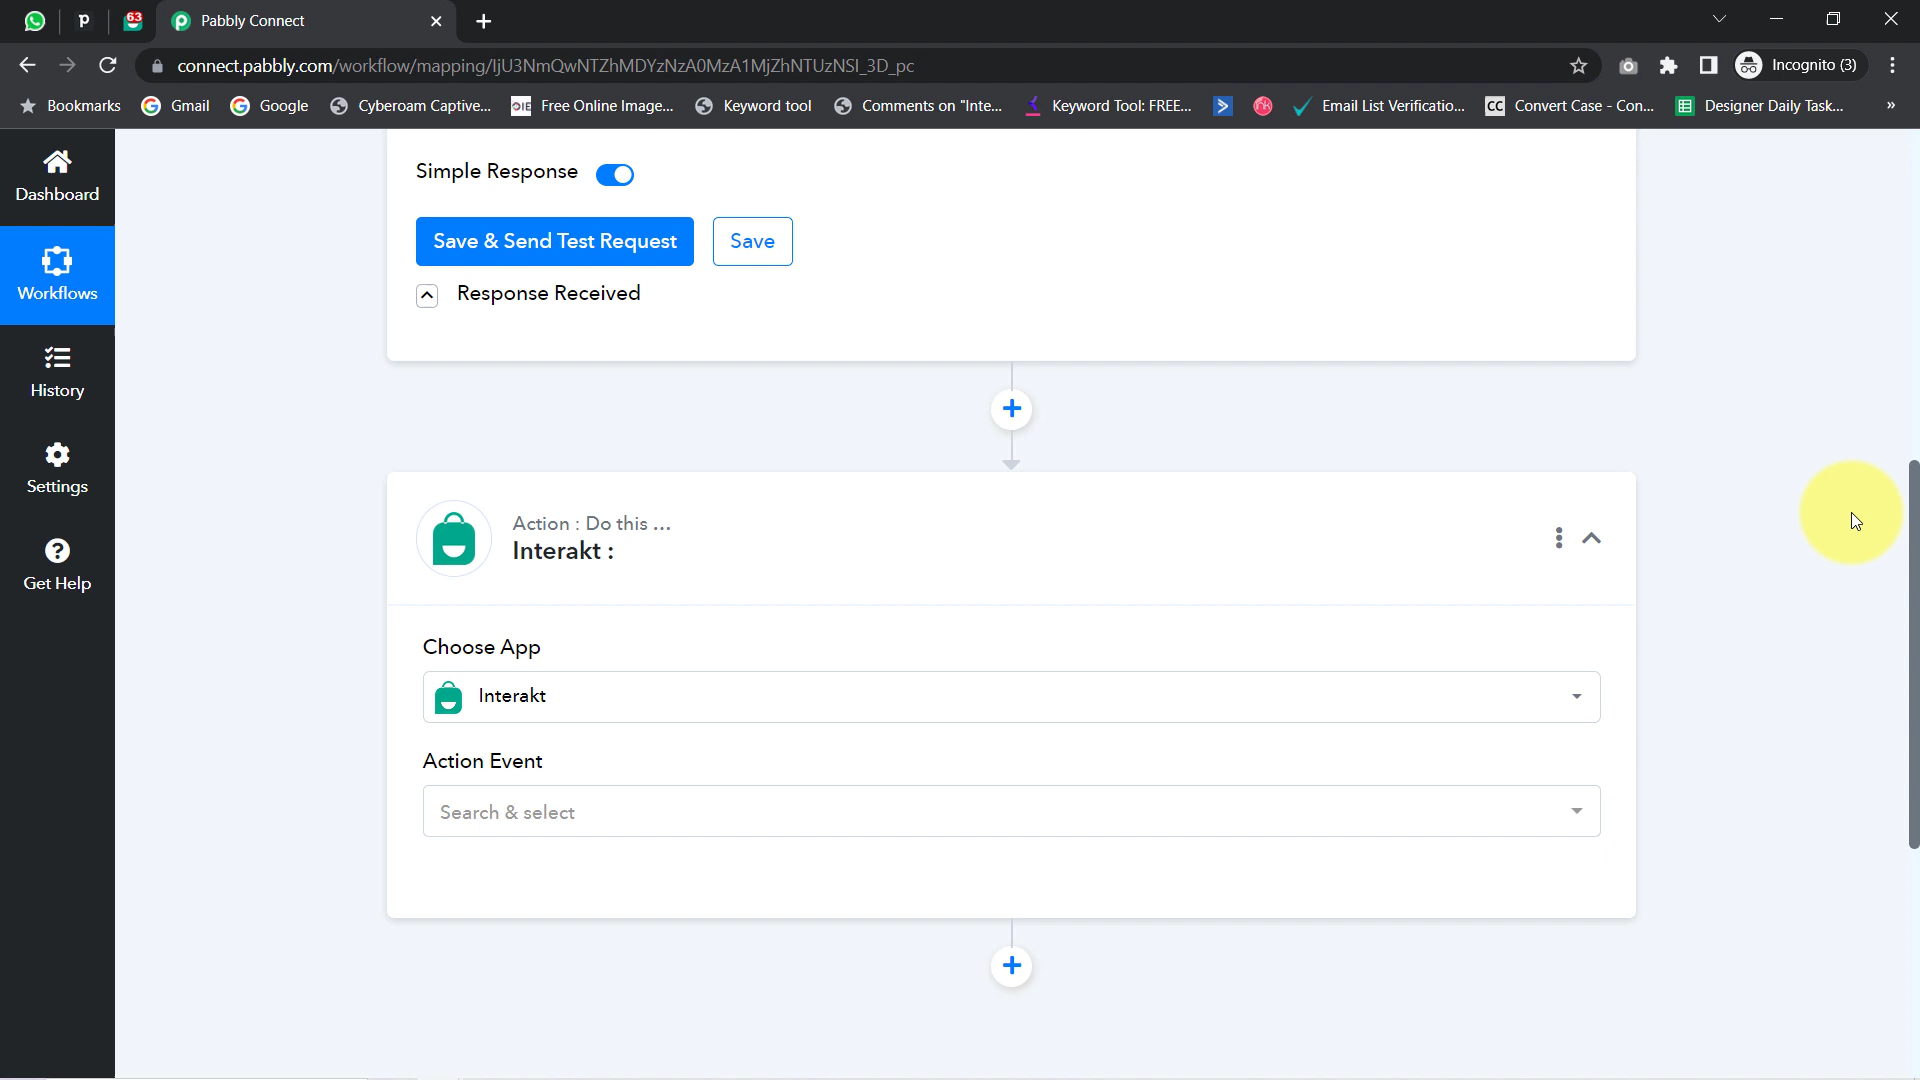 63
Pabbly Connect
connect.pabbly.com/workflow/mapping/IjU3NmQwNTZhMDYzNzA0MzA1MjZhNTUzNSI_3D_pc
Incognito (3)
Bookmarks
Gmail
Google
Cyberoam Captive...
OIE
Free Online Image...
Keyword tool
Comments on "Inte...
Keyword Tool: FREE...
Email List Verificatio...
CC
Convert Case - Con...
Designer Daily Task...
»
Dashboard
Workflows
History
Settings
Get Help
Simple Response
Save & Send Test Request
Save
Response Received
Action : Do this ...
Interakt :
Choose App
Interakt
Action Event
Search & select